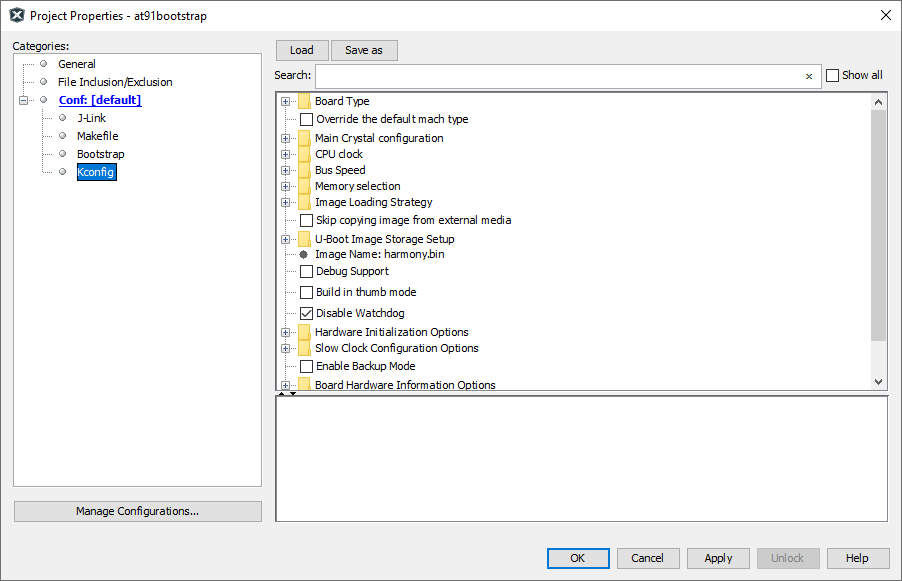 Project Properties - at91bootstrap
Categories:
General
File Inclusion/Exclusion
Conf: [default]
J-Link
Makefile
Bootstrap
Kconfig
Manage Configurations...
Load Save as
Search: × Show all
Board Type
Override the default mach type
Main Crystal configuration
CPU clock
Bus Speed
Memory selection
Image Loading Strategy
Skip copying image from external media
U-Boot Image Storage Setup
Image Name: harmony.bin
Debug Support
Build in thumb mode
Disable Watchdog
Hardware Initialization Options
Slow Clock Configuration Options
Enable Backup Mode
Board Hardware Information Options
OK Cancel Apply Unlock Help